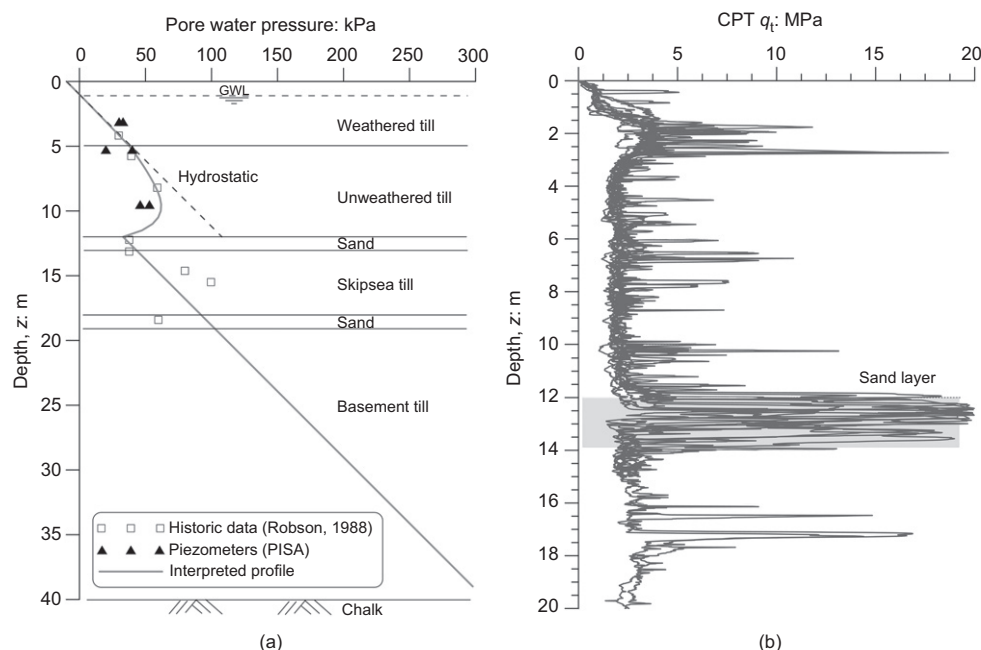 Pore water pressure: kPa
0 50 100 150 200 250 300
0
5
10
15
20
25
30
35
40
Depth, z: m
GWL
Weathered till
Hydrostatic
Unweathered till
Sand
Skipsea till
Sand
Basement till
Historic data (Robson, 1988)
Piezometers (PISA)
Interpreted profile
Chalk
(a)
CPT qt: MPa
0 5 10 15 20
0
2
4
6
8
10
12
14
16
18
20
Depth, z: m
Sand layer
(b)